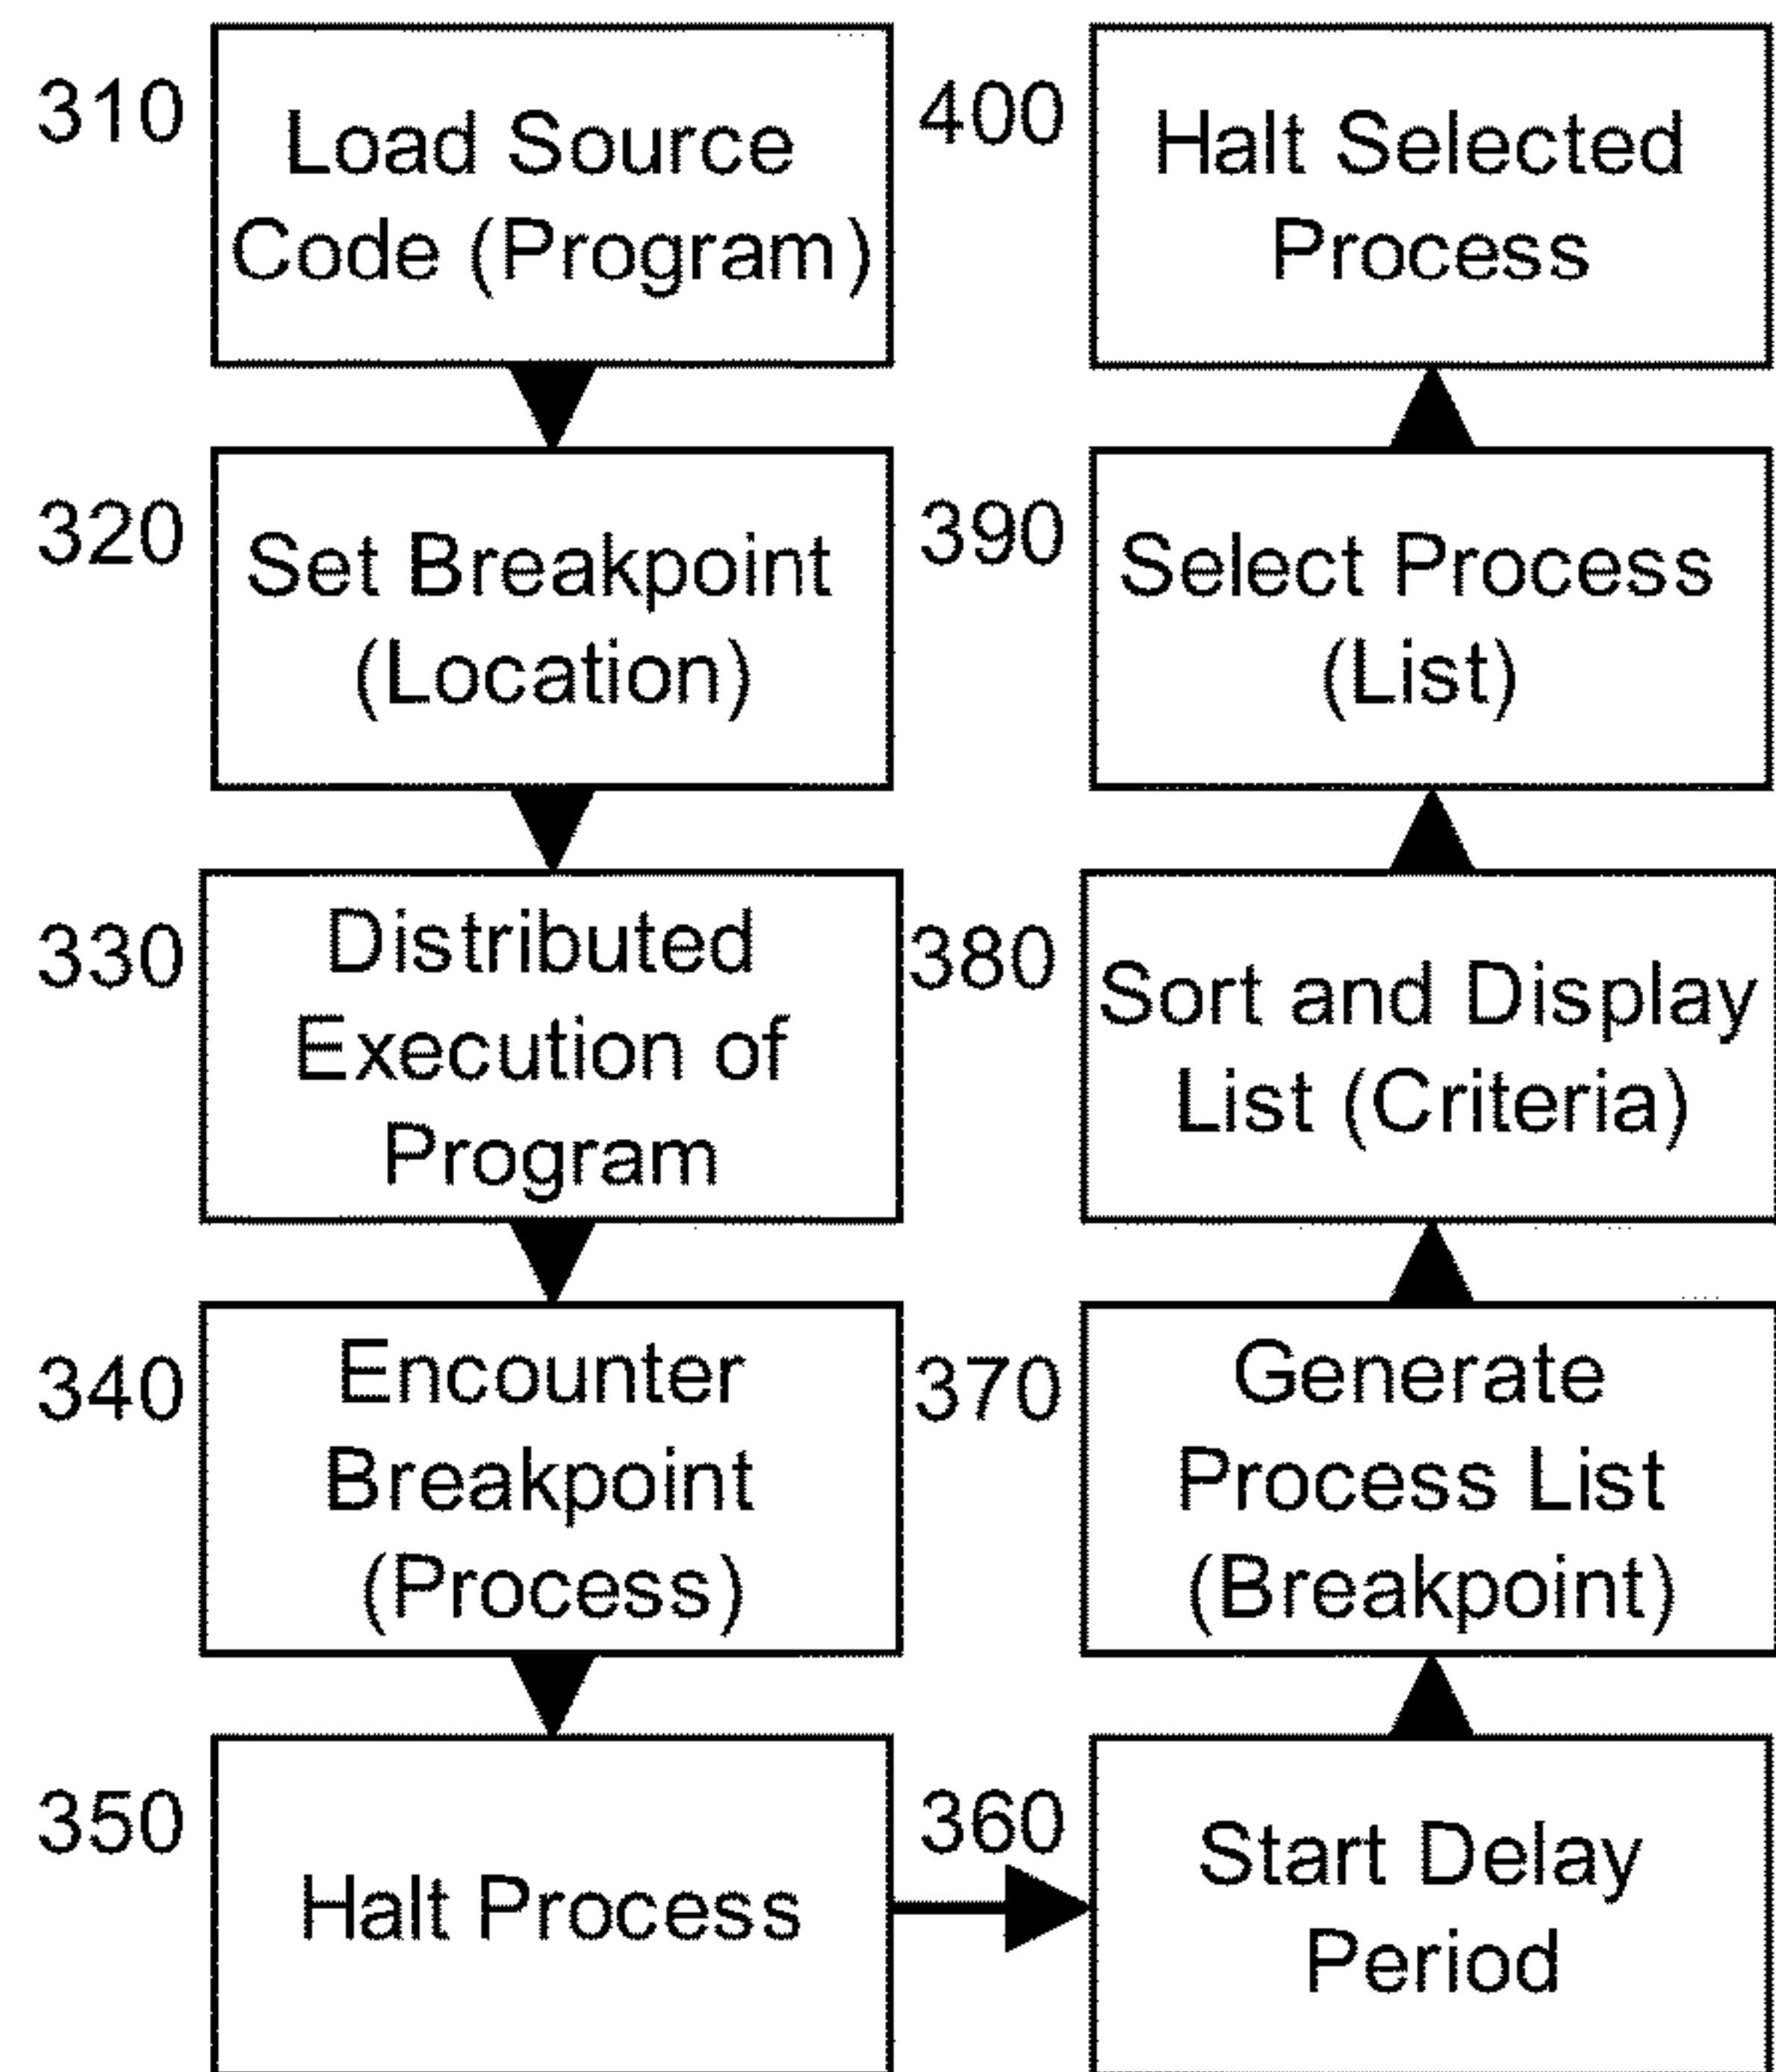 310
Load Source
Code (Program)
320
Set Breakpoint
(Location)
330
Distributed
Execution of
Program
340
Encounter
Breakpoint
(Process)
350
Halt Process
360
Start Delay
Period
370
Generate
Process List
(Breakpoint)
380
Sort and Display
List (Criteria)
390
Select Process
(List)
400
Halt Selected
Process